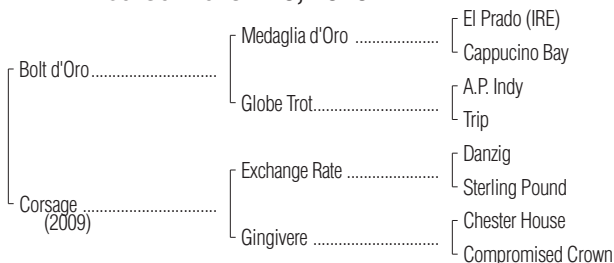 El Prado (IRE)
Medaglia d'Oro ....................
Cappucino Bay
Bolt d'Oro..............................
A.P. Indy
Globe Trot..............................
Trip
Danzig
Exchange Rate ......................
Sterling Pound
Corsage ................................
(2009)
Chester House
Gingivere ..............................
Compromised Crown